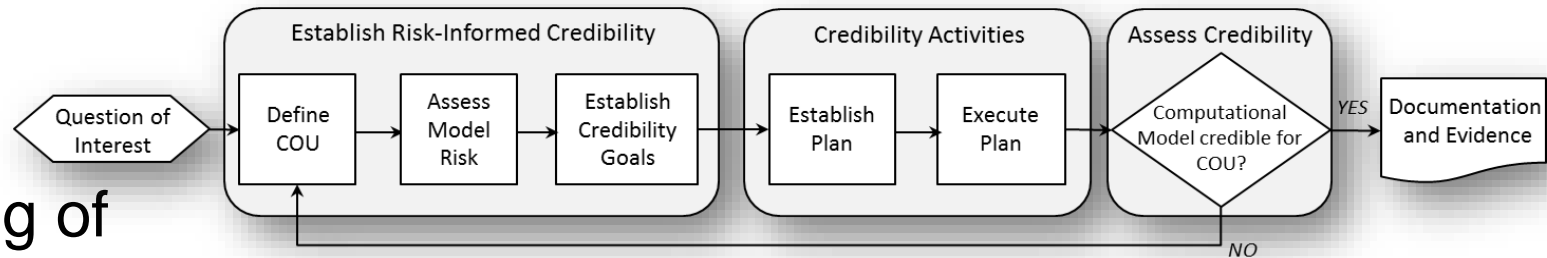 Establish Risk-Informed Credibility
Credibility Activities
Assess Credibility
Question of
Interest
Define
COU
Assess
Model
Risk
Establish
Credibility
Goals
Establish
Plan
Execute
Plan
Computational
Model credible for
COU?
YES
Documentation
and Evidence
NO
g of